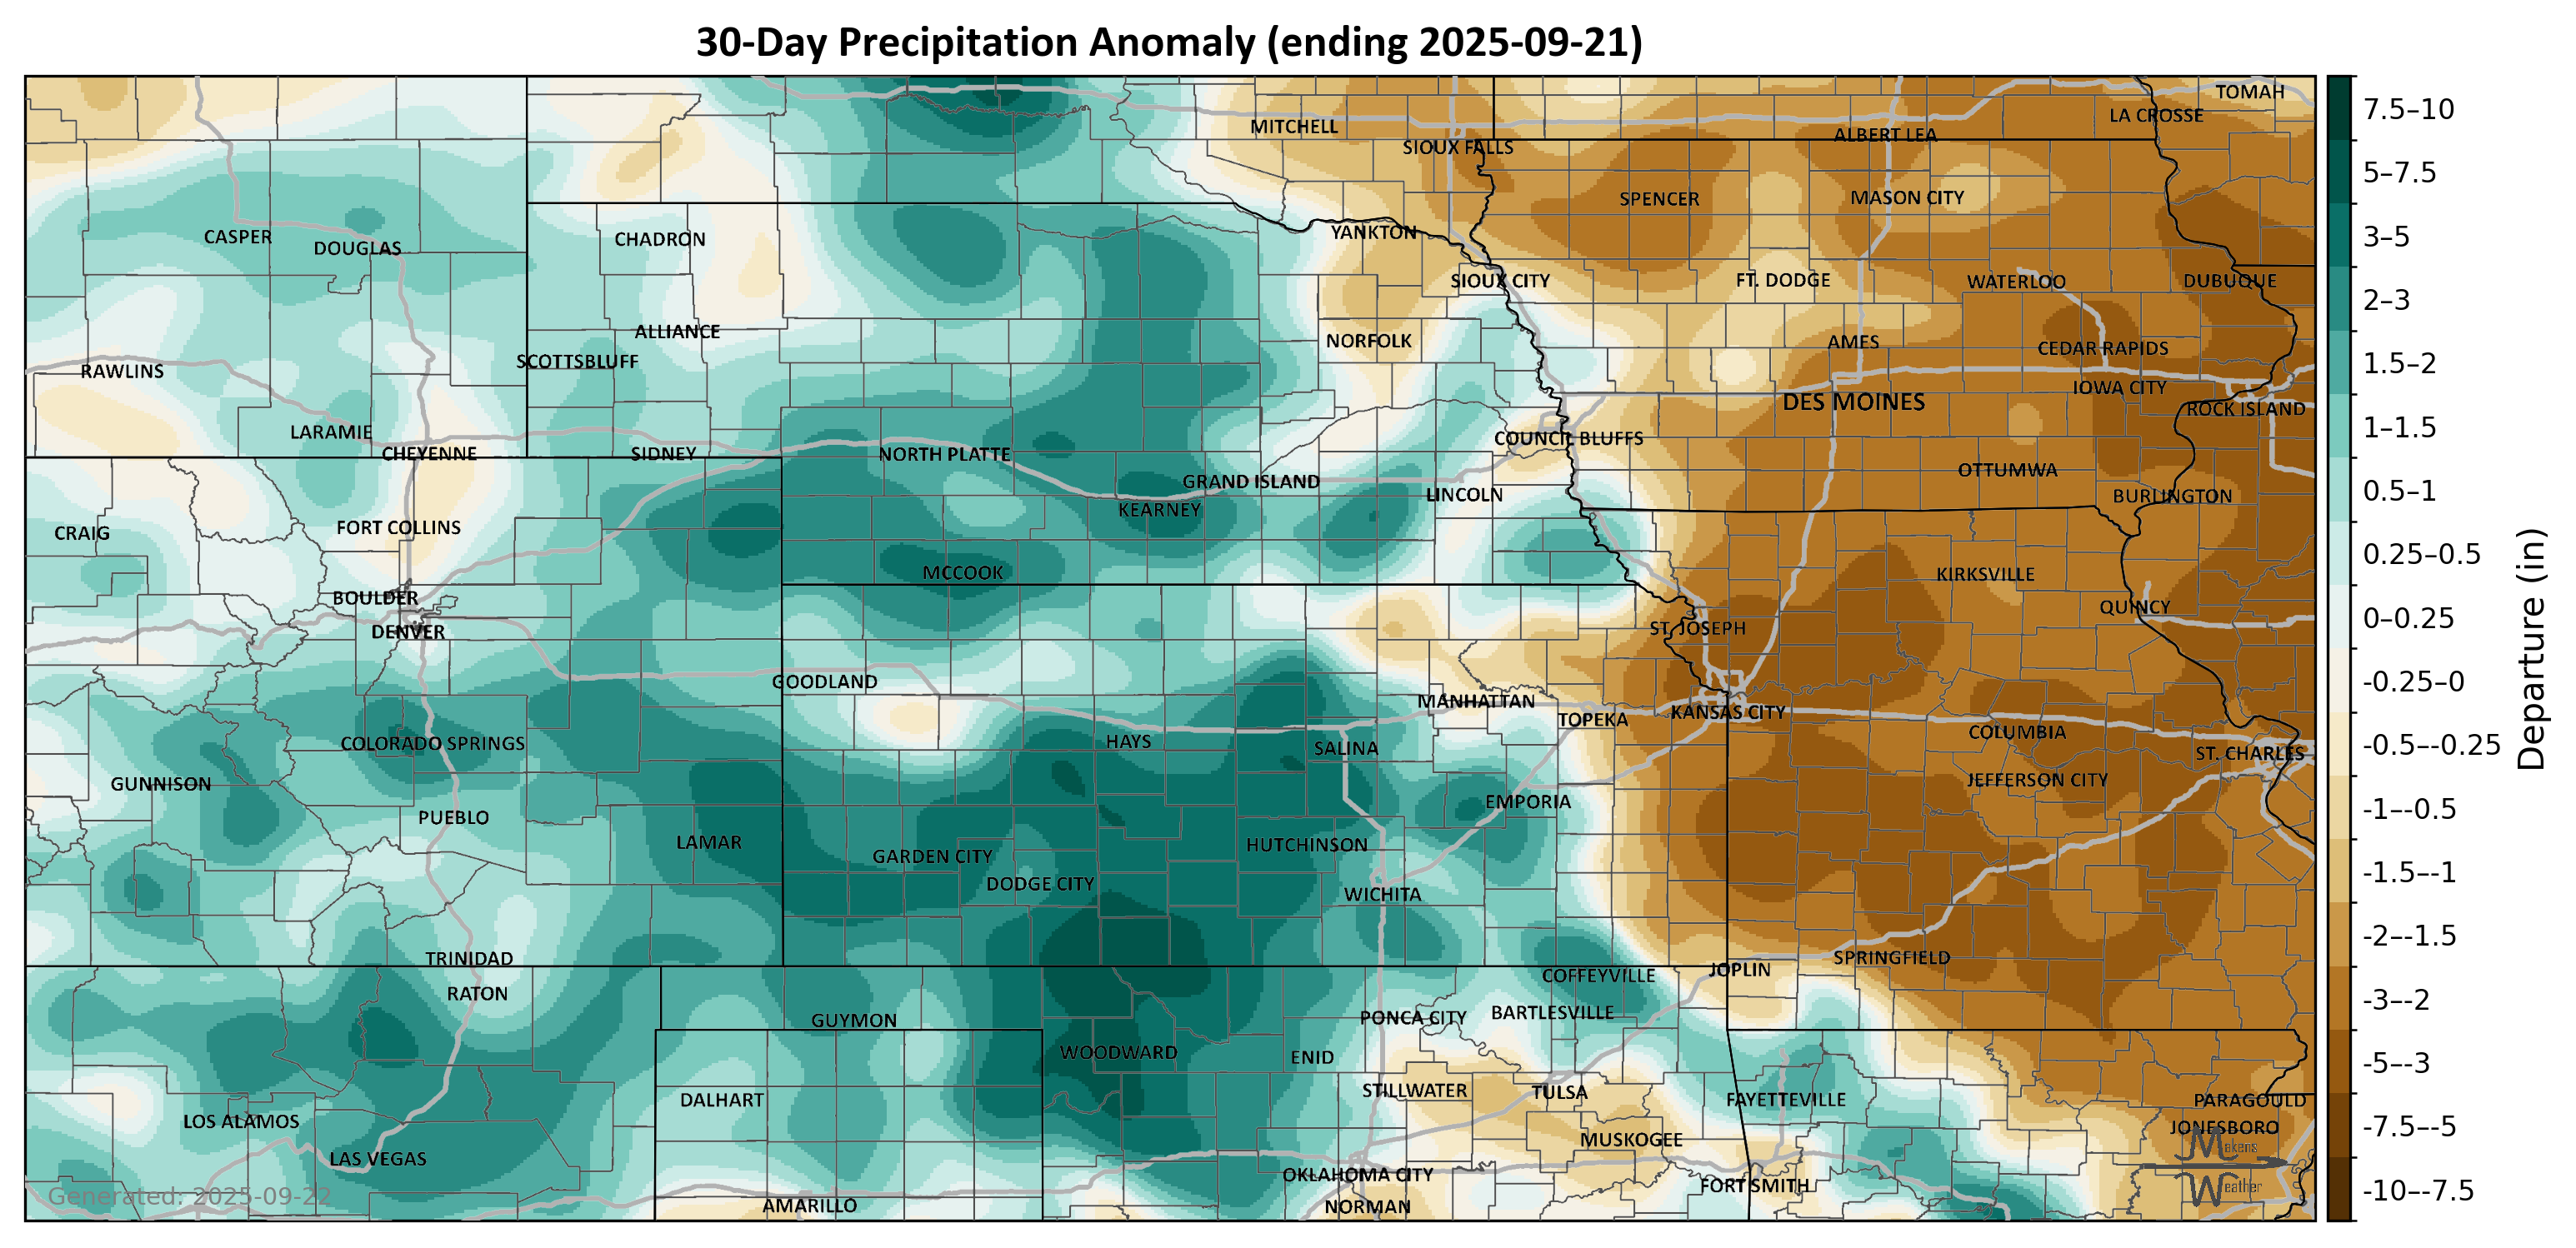 30-Day Precipitation Anomaly (ending 2025-09-21)
TOMAH
LA CROSSE
MITCHELL
ALBERT LEA
SIOUX FALLS
SPENCER
MASON CITY
CASPER
DOUGLAS
CHADRON
YANKTON
SIOUX CITY
FT. DODGE
WATERLOO
DUBUQUE
ALLIANCE
NORFOLK
AMES
CEDAR RAPIDS
SCOTTSBLUFF
RAWLINS
IOWA CITY
DES MOINES
ROCK ISLAND
LARAMIE
COUNCIL BLUFFS
CHEYENNE
SIDNEY
NORTH PLATTE
OTTUMWA
GRAND ISLAND
LINCOLN
BURLINGTON
KEARNEY
CRAIG
FORT COLLINS
MCCOOK
KIRKSVILLE
BOULDER
QUINCY
DENVER
ST. JOSEPH
GOODLAND
MANHATTAN
TOPEKA
KANSAS CITY
COLUMBIA
COLORADO SPRINGS
HAYS
SALINA
ST. CHARLES
GUNNISON
JEFFERSON CITY
EMPORIA
PUEBLO
LAMAR
HUTCHINSON
GARDEN CITY
DODGE CITY
WICHITA
TRINIDAD
SPRINGFIELD
JOPLIN
COFFEYVILLE
RATON
BARTLESVILLE
PONCA CITY
GUYMON
WOODWARD
ENID
STILLWATER
TULSA
DALHART
FAYETTEVILLE
PARAGOULD
LOS ALAMOS
JONESBORO
MUSKOGEE
LAS VEGAS
OKLAHOMA CITY
FORT SMITH
AMARILLO
NORMAN
Generated: 2025-09-22
Makens
Weather
7.5–10
5–7.5
3–5
2–3
1.5–2
1–1.5
0.5–1
0.25–0.5
0–0.25
-0.25–0
-0.5–-0.25
-1–-0.5
-1.5–-1
-2–-1.5
-3–-2
-5–-3
-7.5–-5
-10–-7.5
Departure (in)